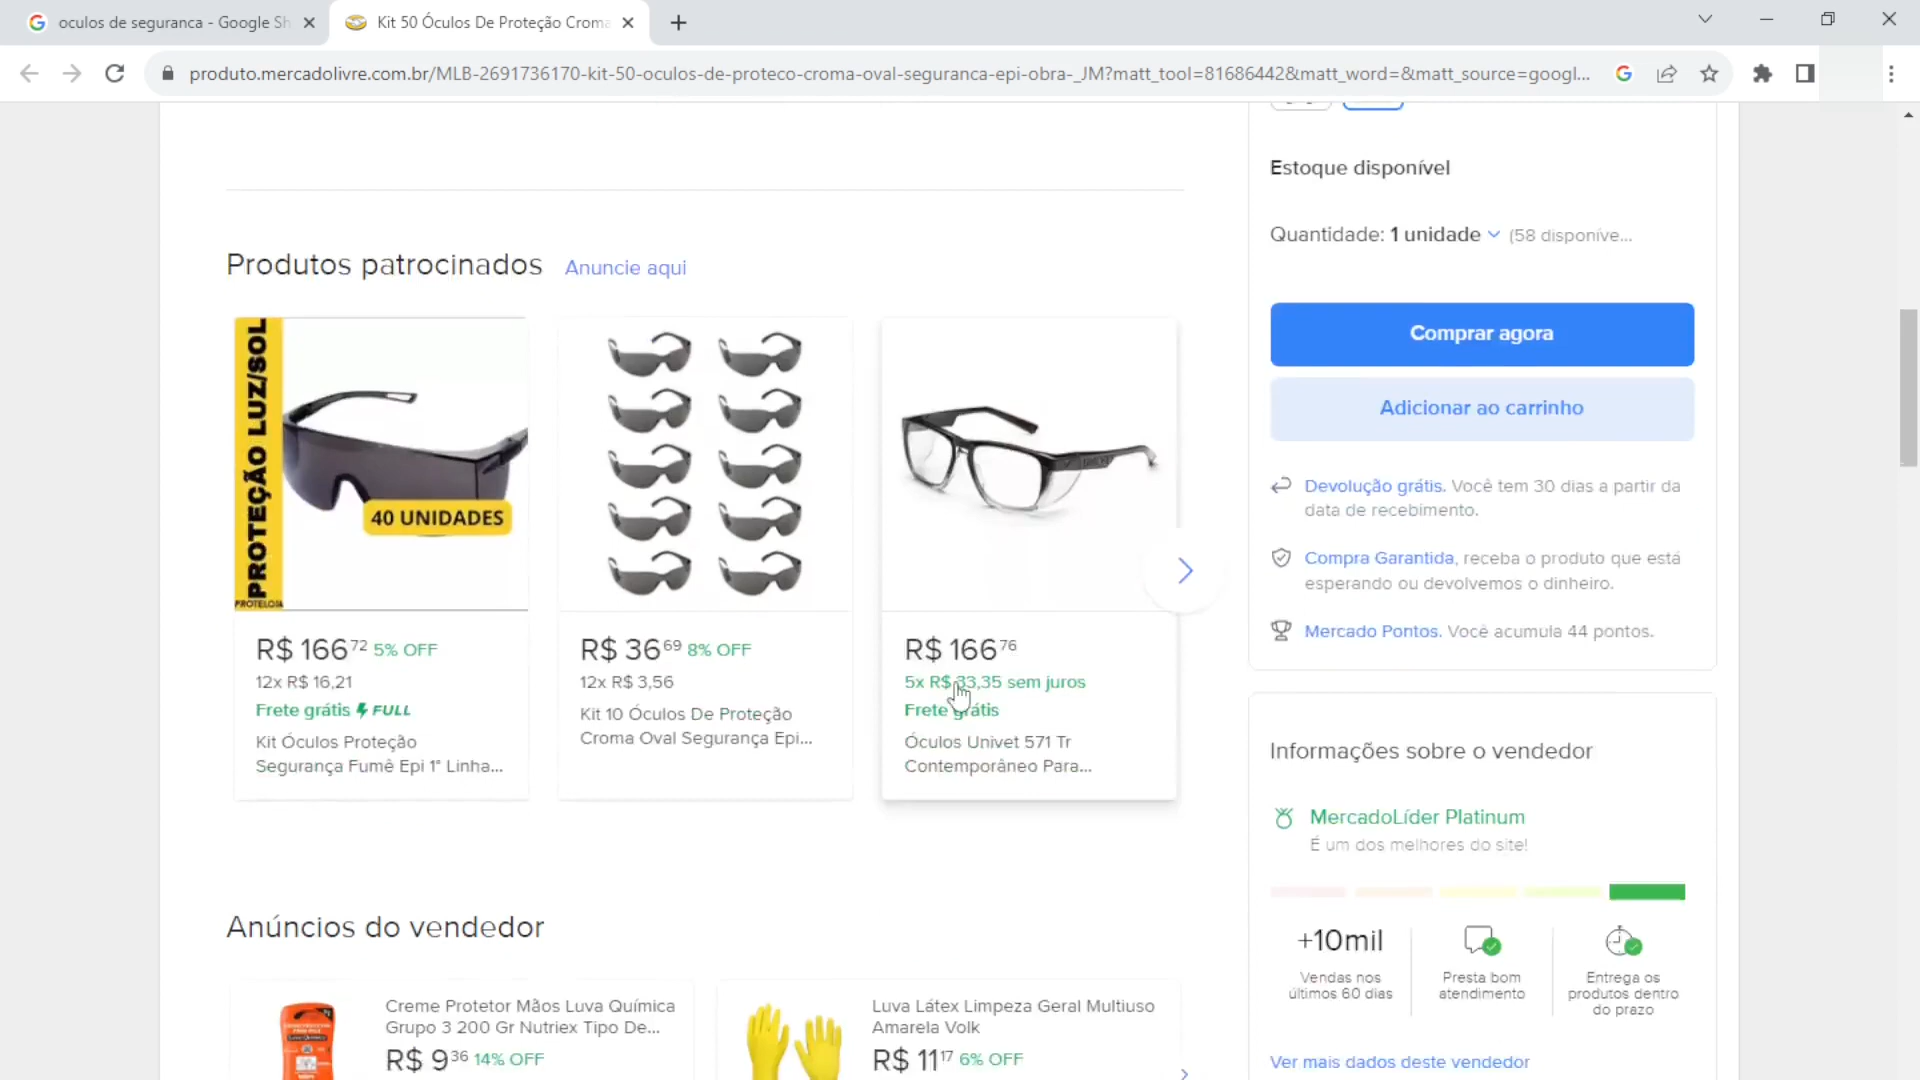 oculos de seguranca - Google Sh
Kit 50 Óculos De Proteção Croma
produto.mercadolivre.com.br/MLB-2691736170-kit-50-oculos-de-proteco-croma-oval-seguranca-epi-obra-_JM?matt_tool=81686442&matt_word=&matt_source=googl...
Produtos patrocinados Anuncie aqui
PROTEÇÃO LUZ/SOL
40 UNIDADES
PROTELOJA
R$ 166 72 5% OFF
12x R$ 16,21
Frete grátis FULL
Kit Óculos Proteção
Segurança Fumê Epi 1° Linha...
R$ 36 69 8% OFF
12x R$ 3,56
Kit 10 Óculos De Proteção
Croma Oval Segurança Epi...
R$ 166 76
5x R$ 33,35 sem juros
Frete grátis
Óculos Univet 571 Tr
Contemporâneo Para...
Anúncios do vendedor
Creme Protetor Mãos Luva Química
Grupo 3 200 Gr Nutriex Tipo De...
R$ 9 36 14% OFF
Luva Látex Limpeza Geral Multiuso
Amarela Volk
R$ 11 17 6% OFF
Estoque disponível
Quantidade: 1 unidade (58 disponíve...
Comprar agora
Adicionar ao carrinho
Devolução grátis. Você tem 30 dias a partir da
data de recebimento.
Compra Garantida, receba o produto que está
esperando ou devolvemos o dinheiro.
Mercado Pontos. Você acumula 44 pontos.
Informações sobre o vendedor
MercadoLíder Platinum
É um dos melhores do site!
+10mil
Vendas nos
últimos 60 dias
Presta bom
atendimento
Entrega os
produtos dentro
do prazo
Ver mais dados deste vendedor